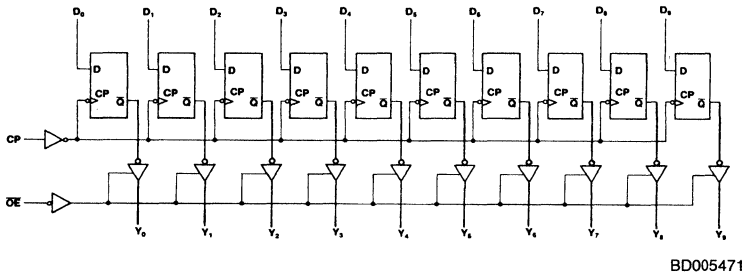 D₀ D₁ D₂ D₃ D₄ D₅ D₆ D₇ D₈ D₉
D D D D D D D D D D
CP Q̅ CP Q̅ CP Q̅ CP Q̅ CP Q̅ CP Q̅ CP Q̅ CP Q̅ CP Q̅ CP Q̅
CP
O̅E̅
Y₀ Y₁ Y₂ Y₃ Y₄ Y₅ Y₆ Y₇ Y₈ Y₉
BD005471